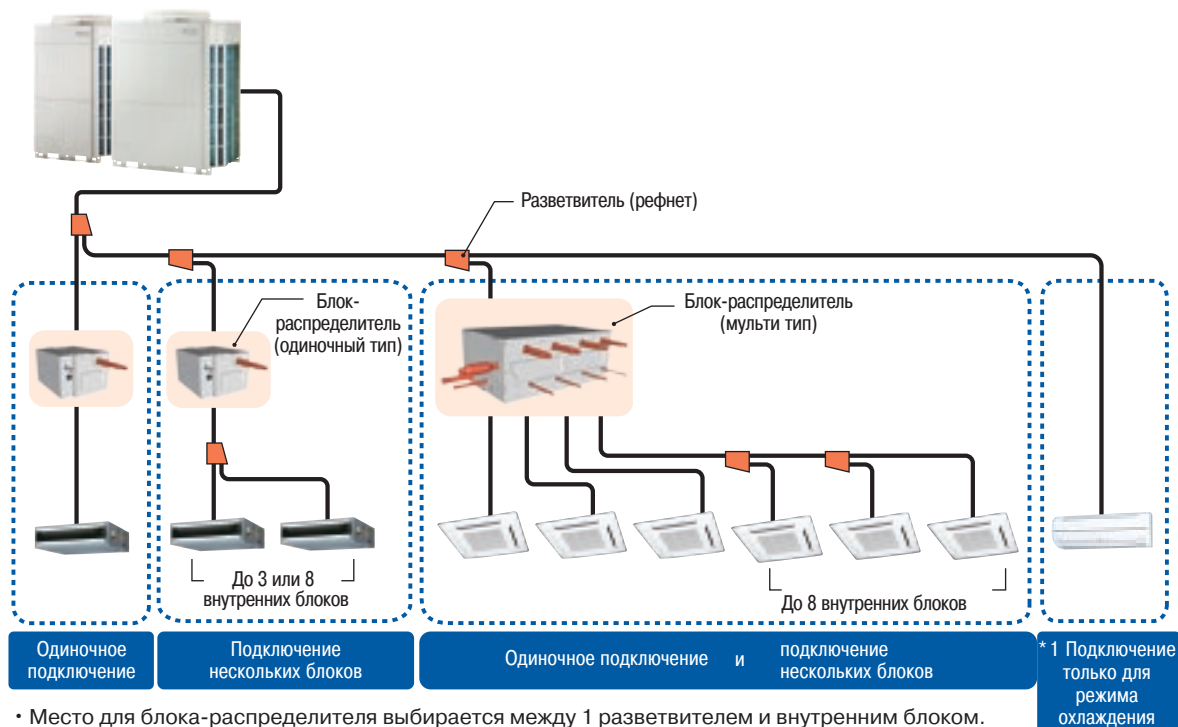 Разветвитель (рефнет)
Блок-
распределитель
(одиночный тип)
Блок-распределитель
(мульти тип)
До 3 или 8
внутренних блоков
До 8 внутренних блоков
Одиночное
подключение
Подключение
нескольких блоков
Одиночное подключение и подключение
нескольких блоков
*1 Подключение
только для
режима
охлаждения
• Место для блока-распределителя выбирается между 1 разветвителем и внутренним блоком.